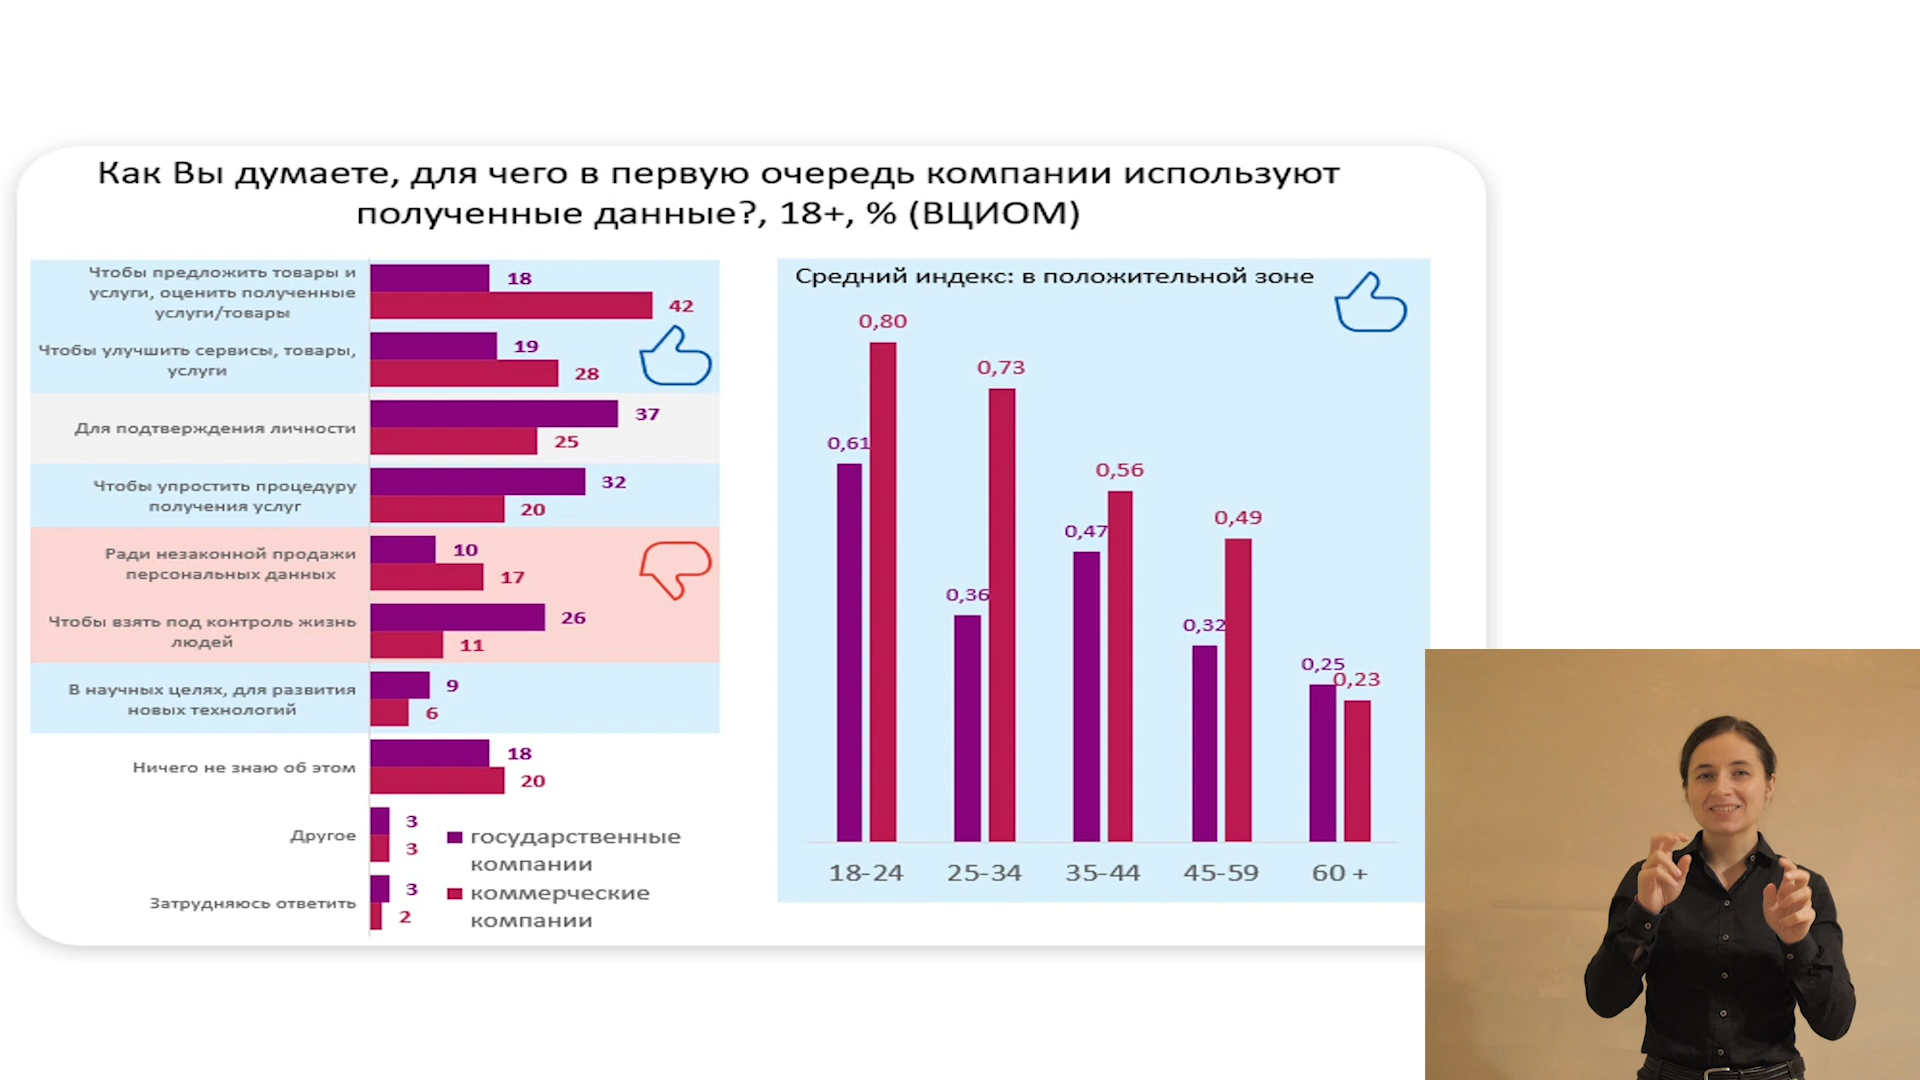 Как Вы думаете, для чего в первую очередь компании используют
полученные данные?, 18+, % (ВЦИОМ)
Чтобы предложить товары и
услуги, оценить полученные
услуги/товары
18
42
Чтобы улучшить сервисы, товары,
услуги
19
28
Для подтверждения личности
37
25
Чтобы упростить процедуру
получения услуг
32
20
Ради незаконной продажи
персональных данных
10
17
Чтобы взять под контроль жизнь
людей
26
11
В научных целях, для развития
новых технологий
9
6
Ничего не знаю об этом
18
20
Другое
3
3
Затрудняюсь ответить
3
2
государственные
компании
коммерческие
компании
Средний индекс: в положительной зоне
0,61
0,80
0,36
0,73
0,47
0,56
0,32
0,49
0,25
0,23
18-24
25-34
35-44
45-59
60 +